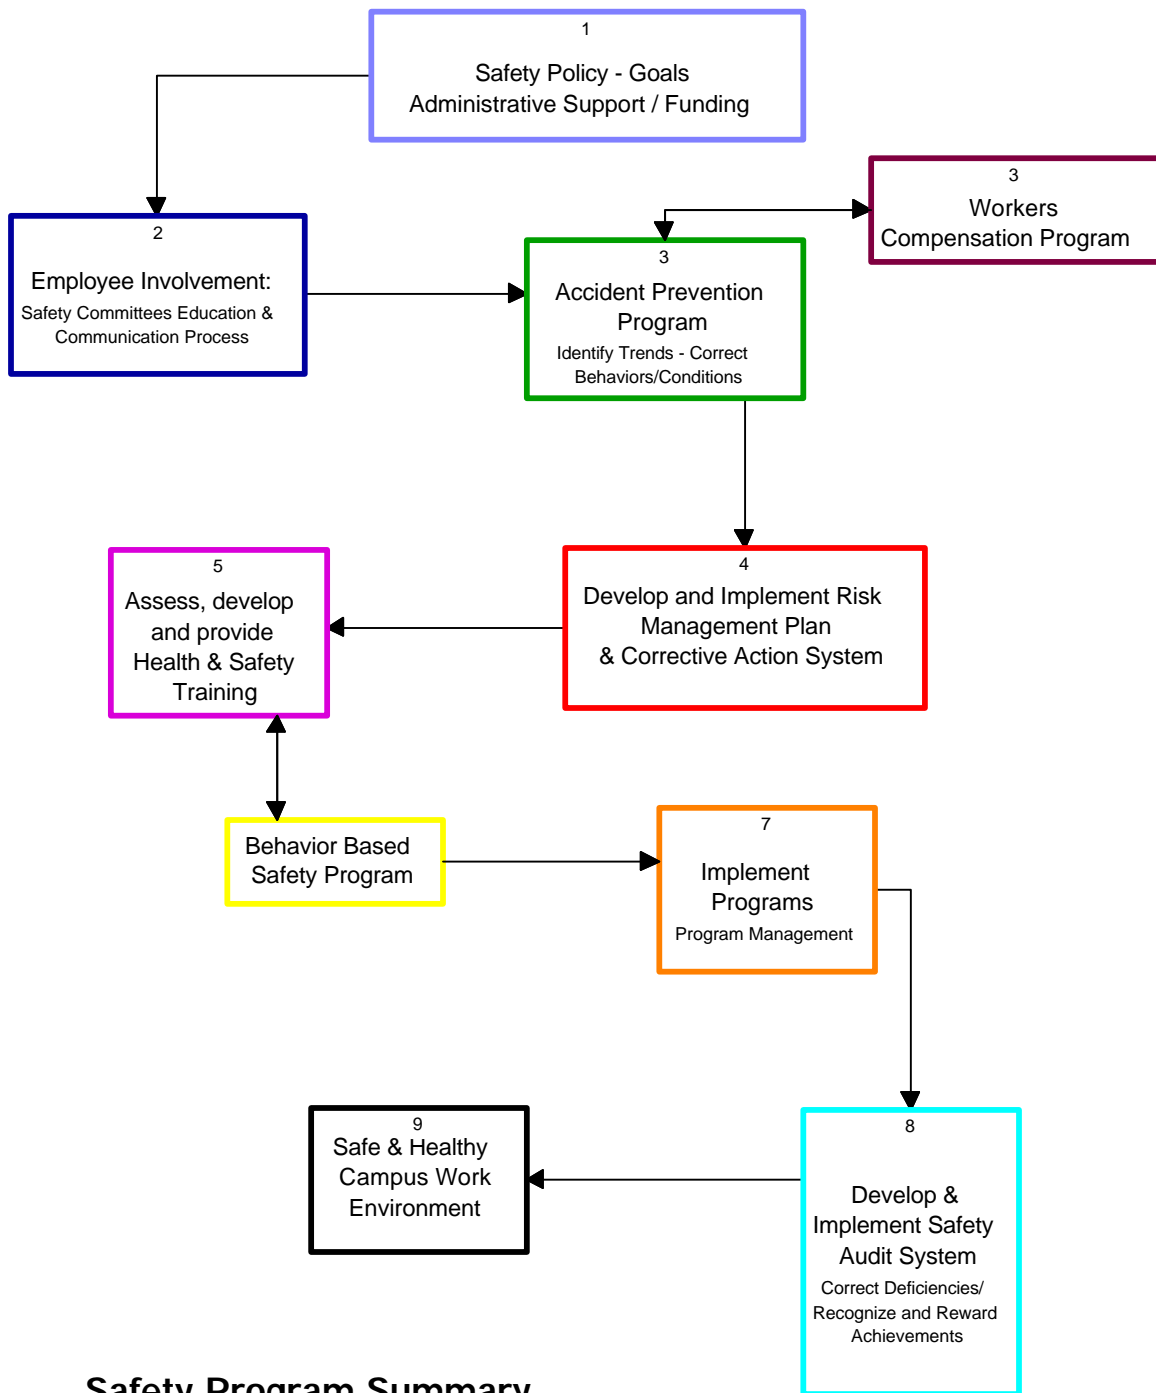 1
Safety Policy - Goals
Administrative Support / Funding
3
Workers
Compensation Program
2
Employee Involvement:
Safety Committees Education &
Communication Process
3
Accident Prevention
Program
Identify Trends - Correct
Behaviors/Conditions
4
Develop and Implement Risk
Management Plan
& Corrective Action System
5
Assess, develop
and provide
Health & Safety
Training
Behavior Based
Safety Program
7
Implement
Programs
Program Management
8
Develop &
Implement Safety
Audit System
Correct Deficiencies/
Recognize and Reward
Achievements
9
Safe & Healthy
Campus Work
Environment
Safety Program Summary